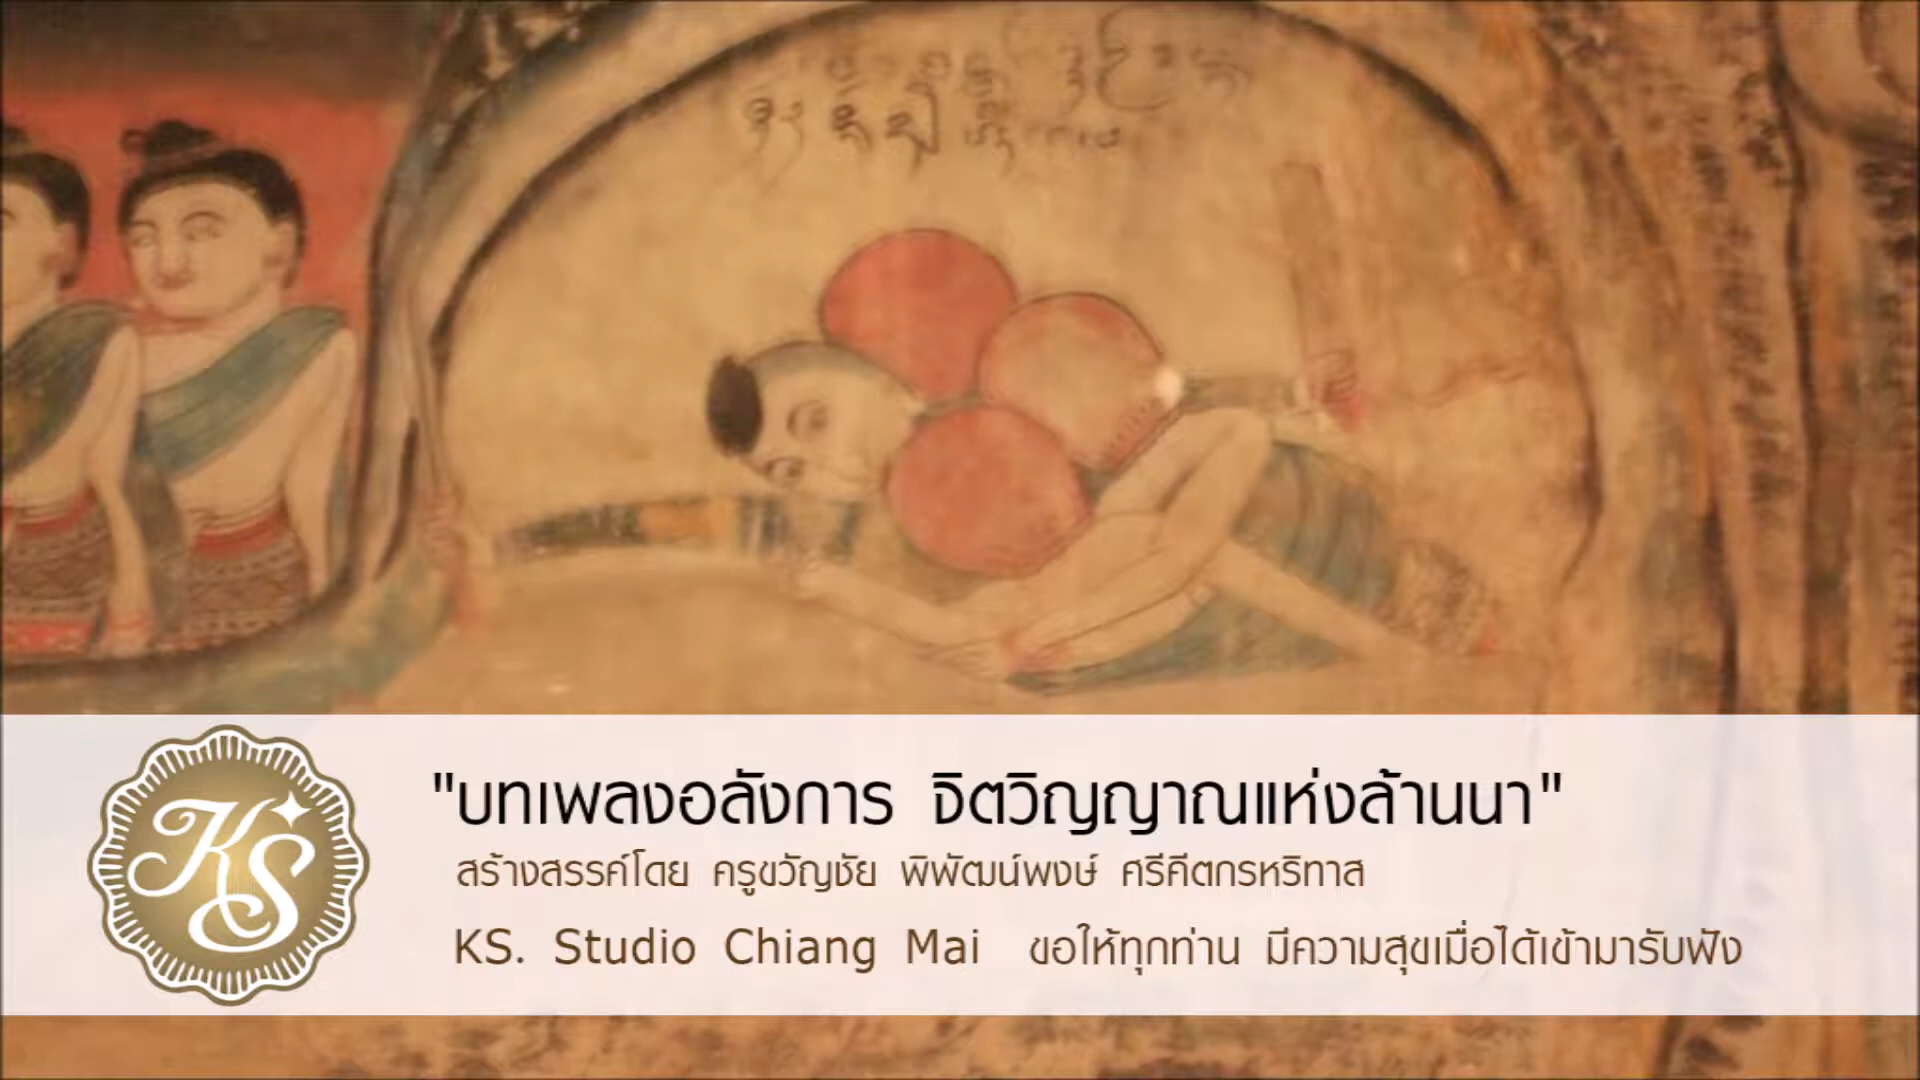 "บทเพลงอลังการ จิตวิญญาณแห่งล้านนา"
สร้างสรรค์โดย ครูขวัญชัย พิพัฒน์พงษ์ ศรีคีตกรหริทาส
KS
KS. Studio Chiang Mai ขอให้ทุกท่าน มีความสุขเมื่อได้เข้ามารับฟัง